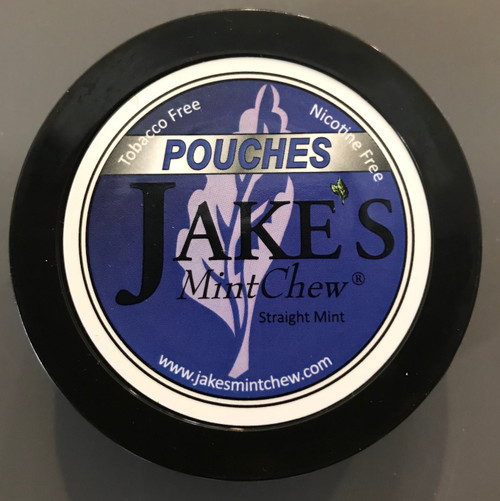 Tobacco Free
Nicotine Free
POUCHES
JAKE'S
MintChew®
Straight Mint
www.jakesmintchew.com